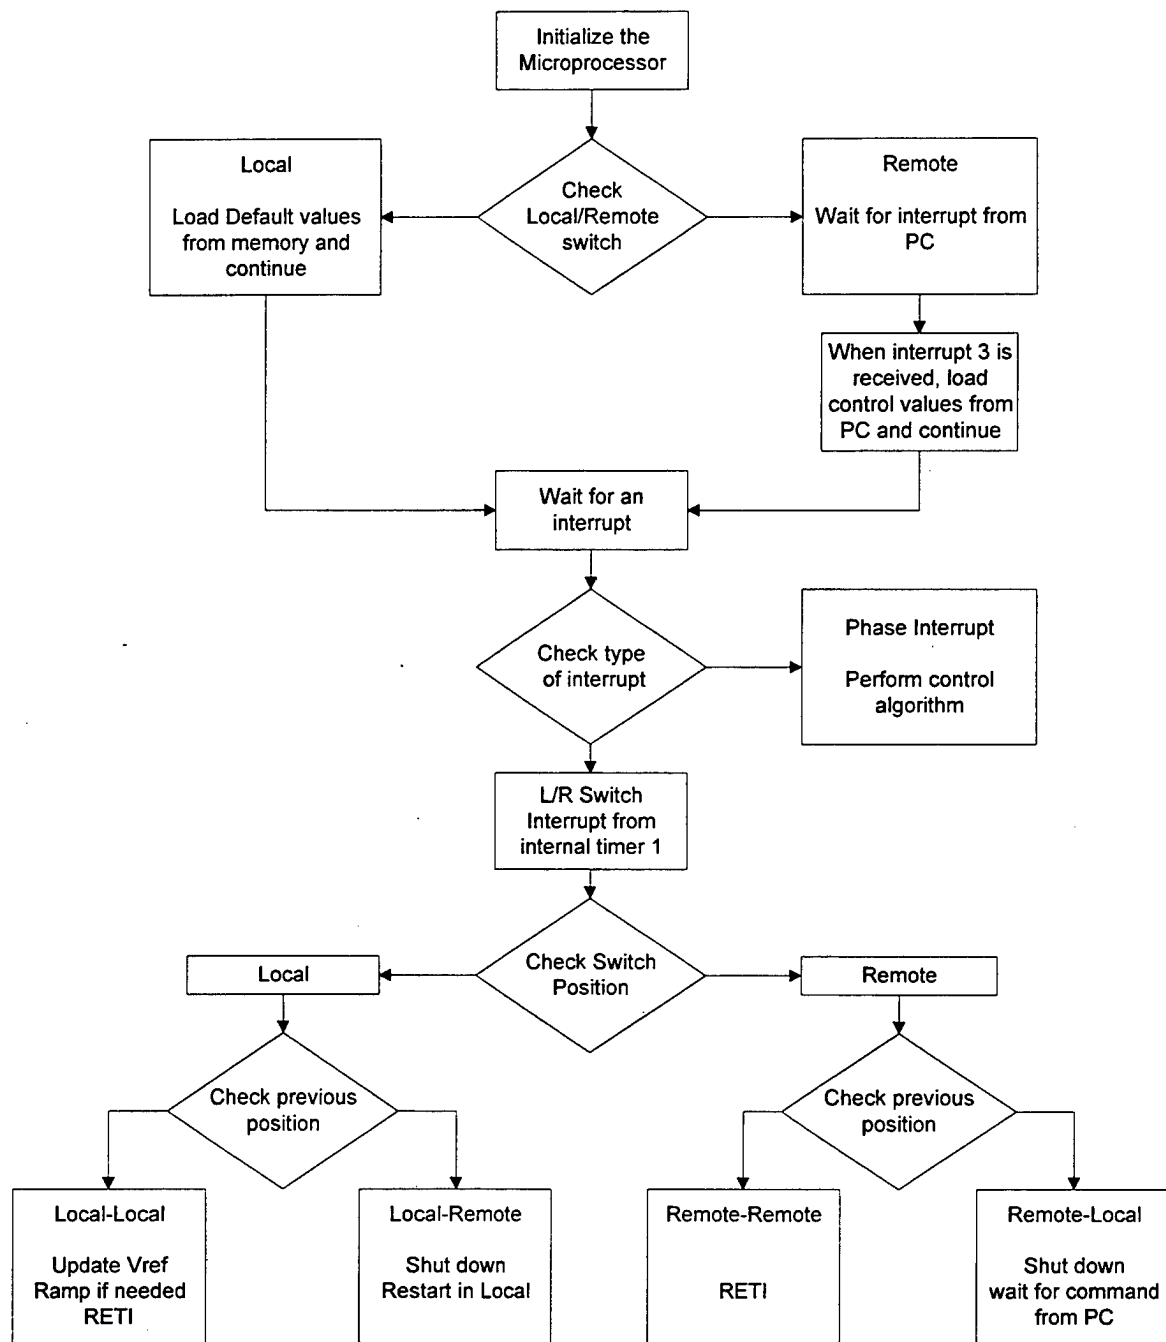 Initialize the
Microprocessor
Local
Load Default values
from memory and
continue
Check
Local/Remote
switch
Remote
Wait for interrupt from
PC
When interrupt 3 is
received, load
control values from
PC and continue
Wait for an
interrupt
Check type
of interrupt
Phase Interrupt
Perform control
algorithm
L/R Switch
Interrupt from
internal timer 1
Local
Check Switch
Position
Remote
Check previous
position
Check previous
position
Local-Local
Update Vref
Ramp if needed
RETI
Local-Remote
Shut down
Restart in Local
Remote-Remote
RETI
Remote-Local
Shut down
wait for command
from PC